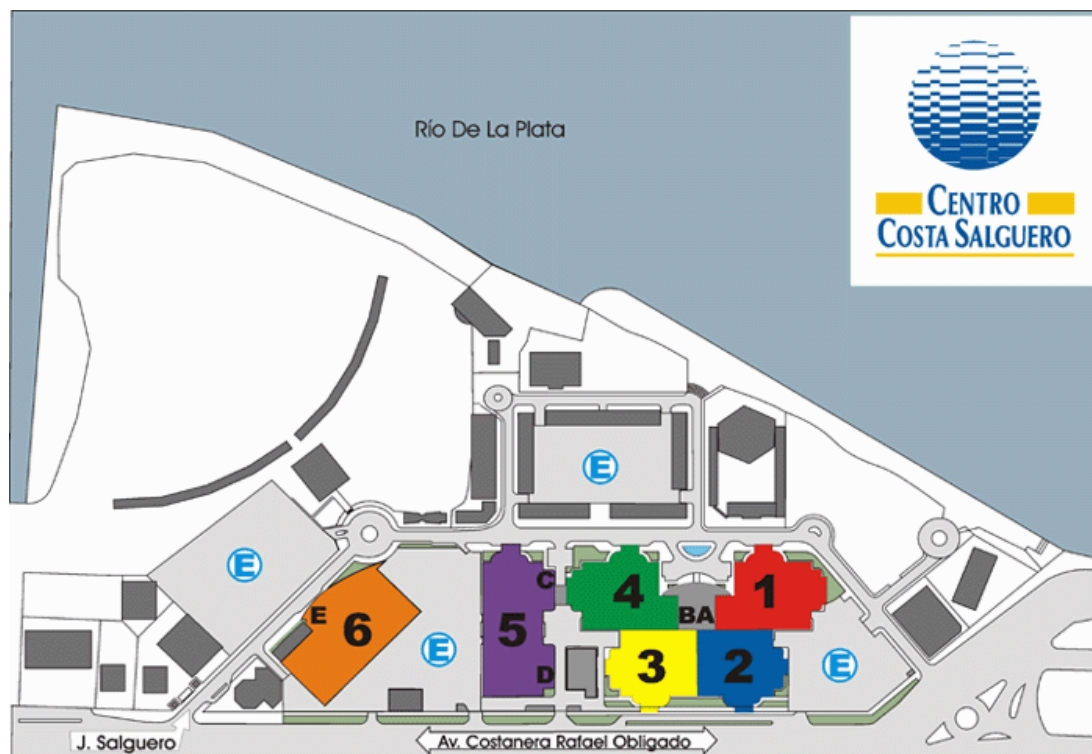 Río De La Plata
CENTRO
COSTA SALGUERO
E
E
C
4
1
E
6
5
BA
E
D
3
2
E
J. Salguero
Av. Costanera Rafael Obligado